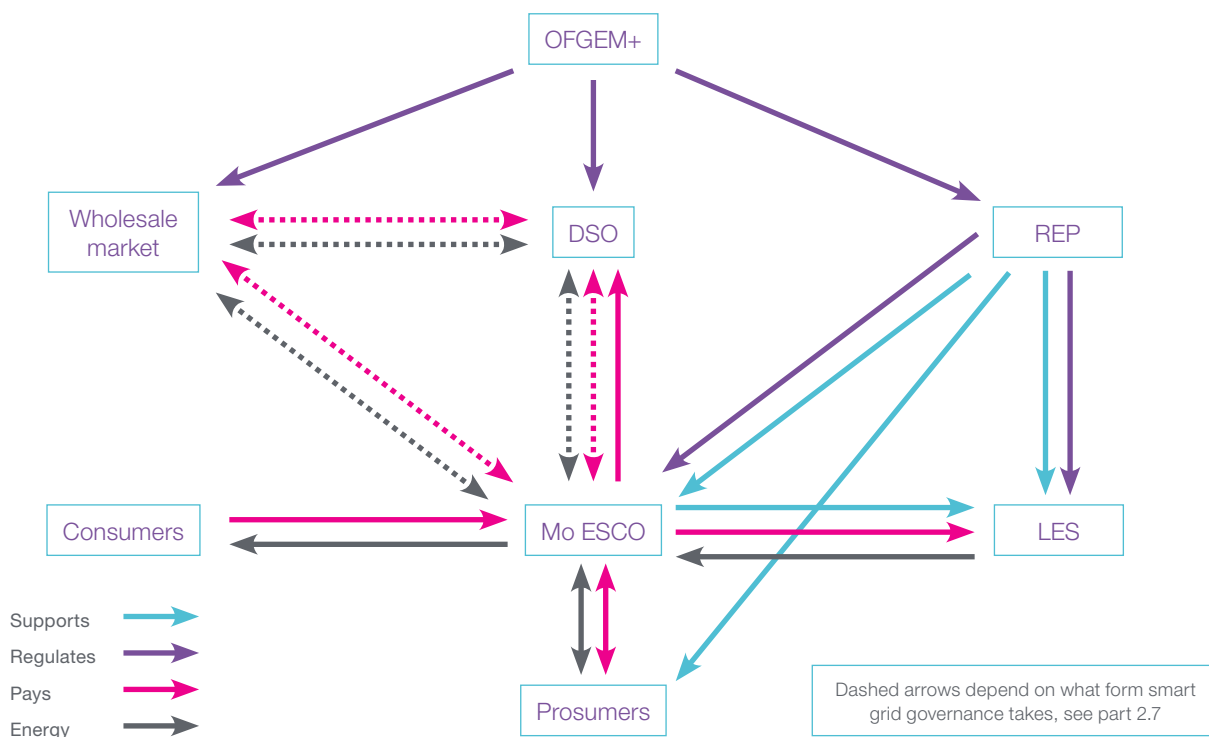 OFGEM+
Wholesale
market
DSO
REP
Consumers
Mo ESCO
LES
Supports
Regulates
Pays
Energy
Prosumers
Dashed arrows depend on what form smart
grid governance takes, see part 2.7